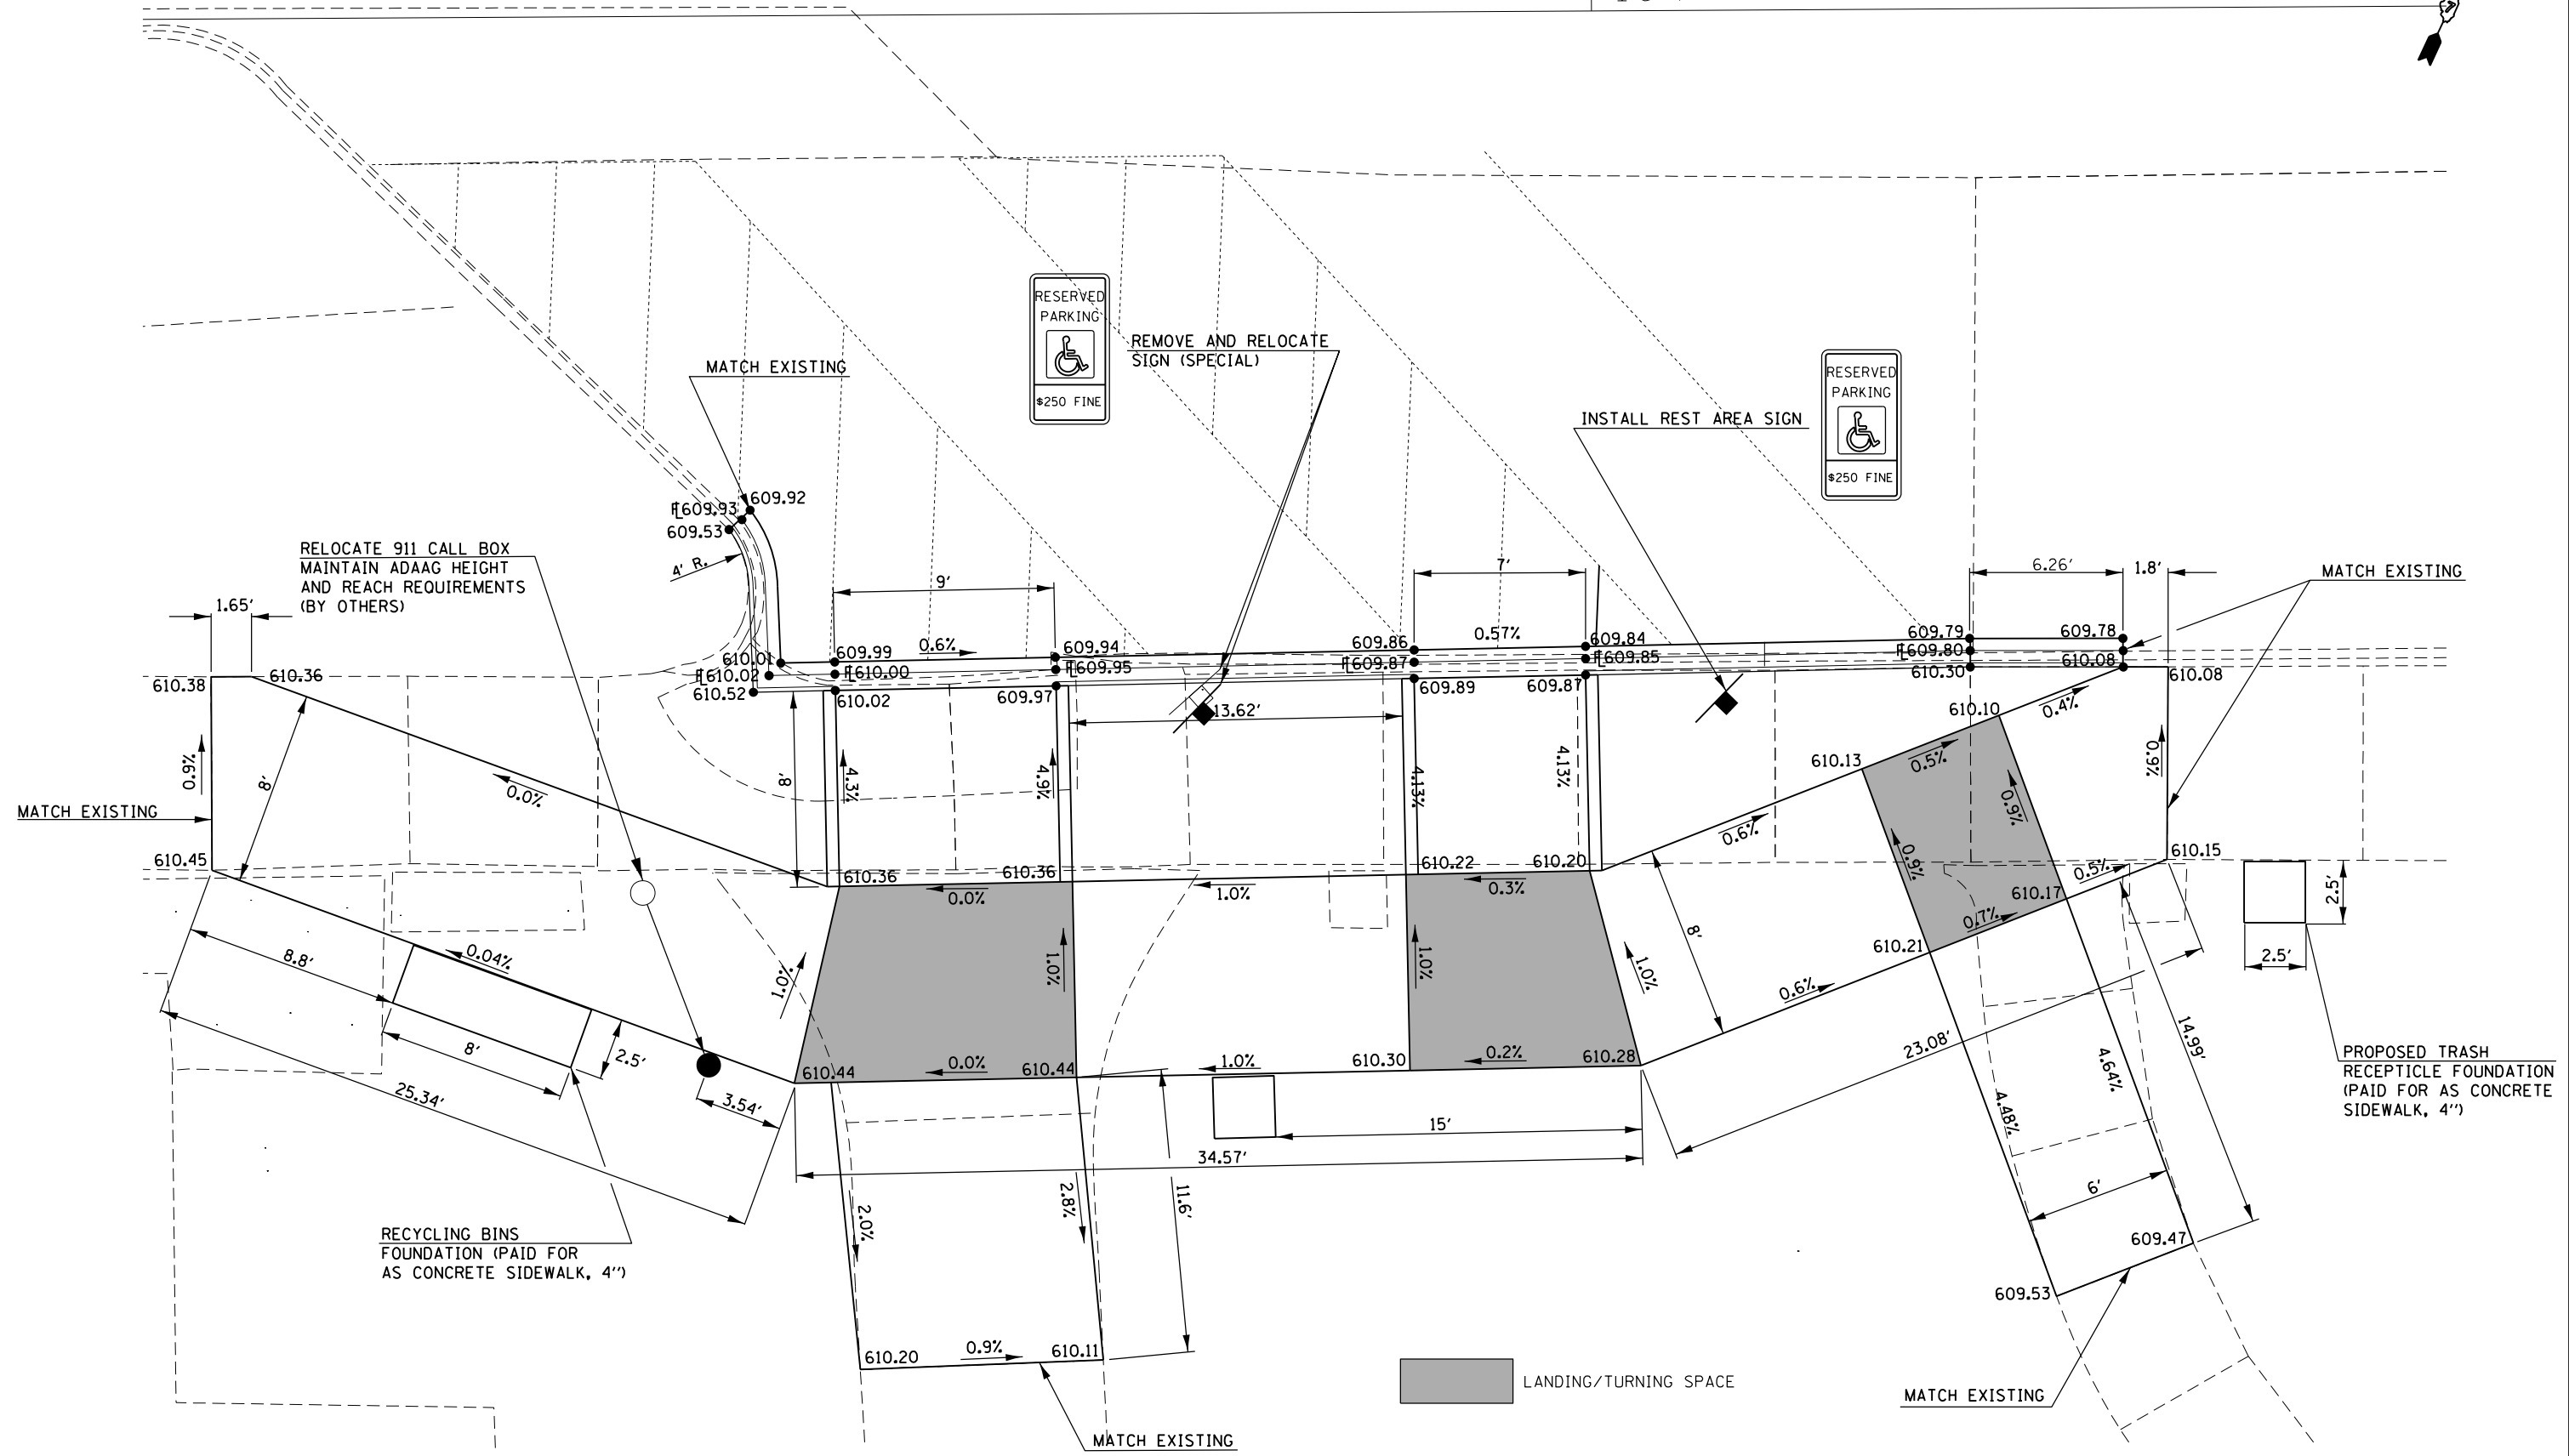 RESERVED
PARKING
$250 FINE
REMOVE AND RELOCATE
SIGN (SPECIAL)
MATCH EXISTING
RESERVED
PARKING
$250 FINE
INSTALL REST AREA SIGN
609.92
FL609.93
609.53
4' R.
RELOCATE 911 CALL BOX
MAINTAIN ADAAG HEIGHT
AND REACH REQUIREMENTS
(BY OTHERS)
9'
7'
6.26'
1.8'
MATCH EXISTING
1.65'
610.01
609.99
0.6%
609.94
609.86
0.57%
609.84
609.79
609.78
FL610.02
FL610.00
FL609.95
FL609.87
FL609.85
FL609.80
610.08
610.38
610.36
610.52
610.02
609.97
609.89
609.87
610.30
610.08
13.62'
610.10
0.4%
0.6%
8'
0.0%
8'
4.3%
4.9%
4.13%
4.13%
610.13
0.5%
0.6%
MATCH EXISTING
0.6%
0.9%
0.9%
610.45
610.36
610.36
610.22
610.20
610.15
0.0%
1.0%
0.3%
0.5%
610.17
0.7%
2.5'
8'
610.21
8.8'
0.04%
1.0%
1.0%
1.0%
1.0%
2.5'
0.6%
8'
2.5'
23.08'
14.99'
610.44
0.0%
610.44
1.0%
610.30
0.2%
610.28
PROPOSED TRASH
RECEPTICLE FOUNDATION
(PAID FOR AS CONCRETE
SIDEWALK, 4")
25.34'
3.54'
4.48%
4.64%
15'
34.57'
2.0%
2.8%
11.6'
6'
RECYCLING BINS
FOUNDATION (PAID FOR
AS CONCRETE SIDEWALK, 4")
609.47
609.53
610.20
0.9%
610.11
LANDING/TURNING SPACE
MATCH EXISTING
MATCH EXISTING